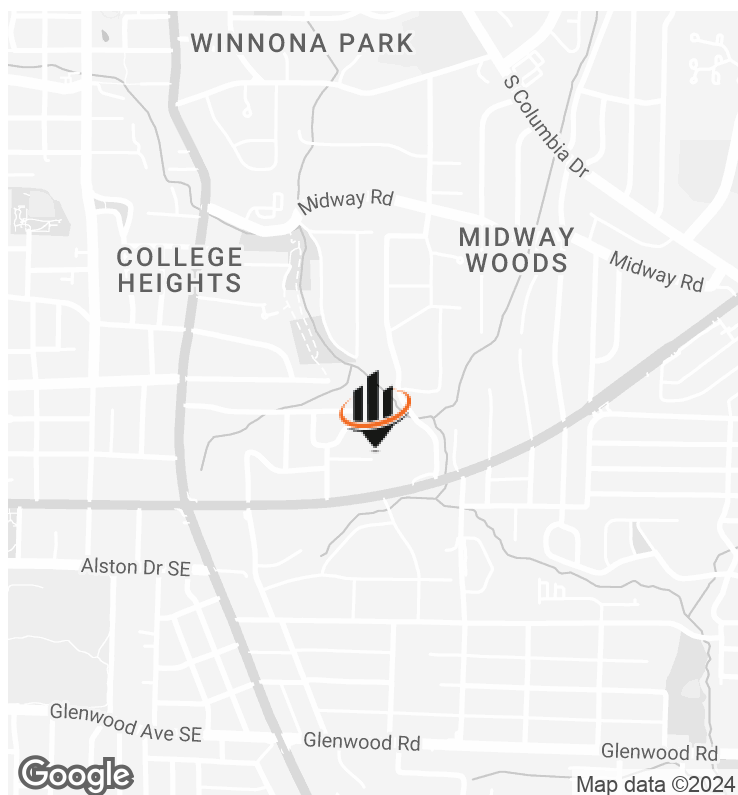 WINNONA PARK
S Columbia Dr
Midway Rd
MIDWAY
WOODS
COLLEGE
HEIGHTS
Midway Rd
Alston Dr SE
Glenwood Ave SE
Glenwood Rd
Glenwood Rd
Google
Map data ©2024